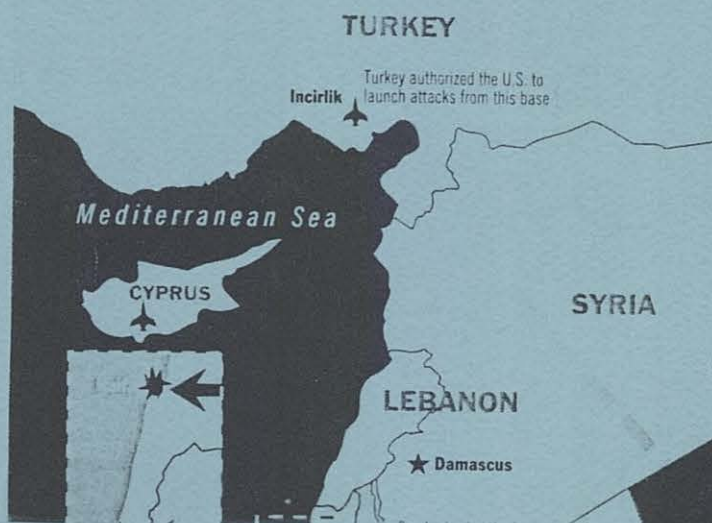 TURKEY
Turkey authorized the U.S. to
Incirlik launch attacks from this base
Mediterranean Sea
CYPRUS
SYRIA
LEBANON
Damascus